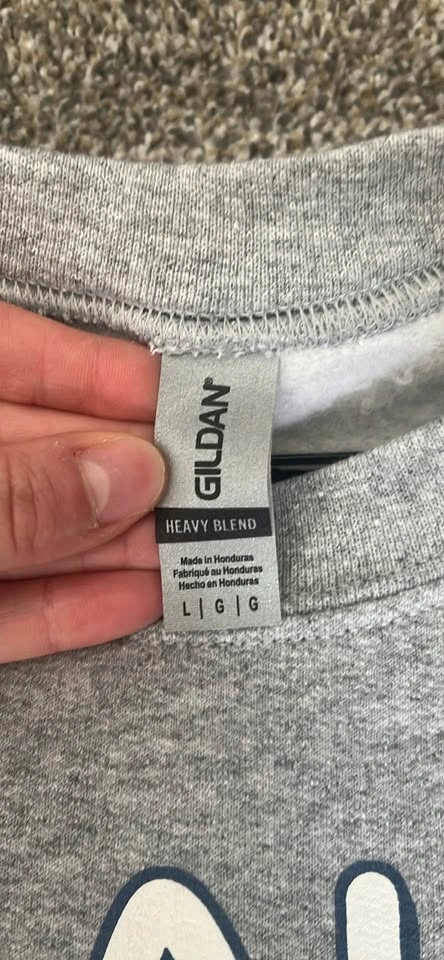 GILDAN®
HEAVY BLEND
Made in Honduras
Fabriqué au Honduras
Hecho en Honduras
L | G | G